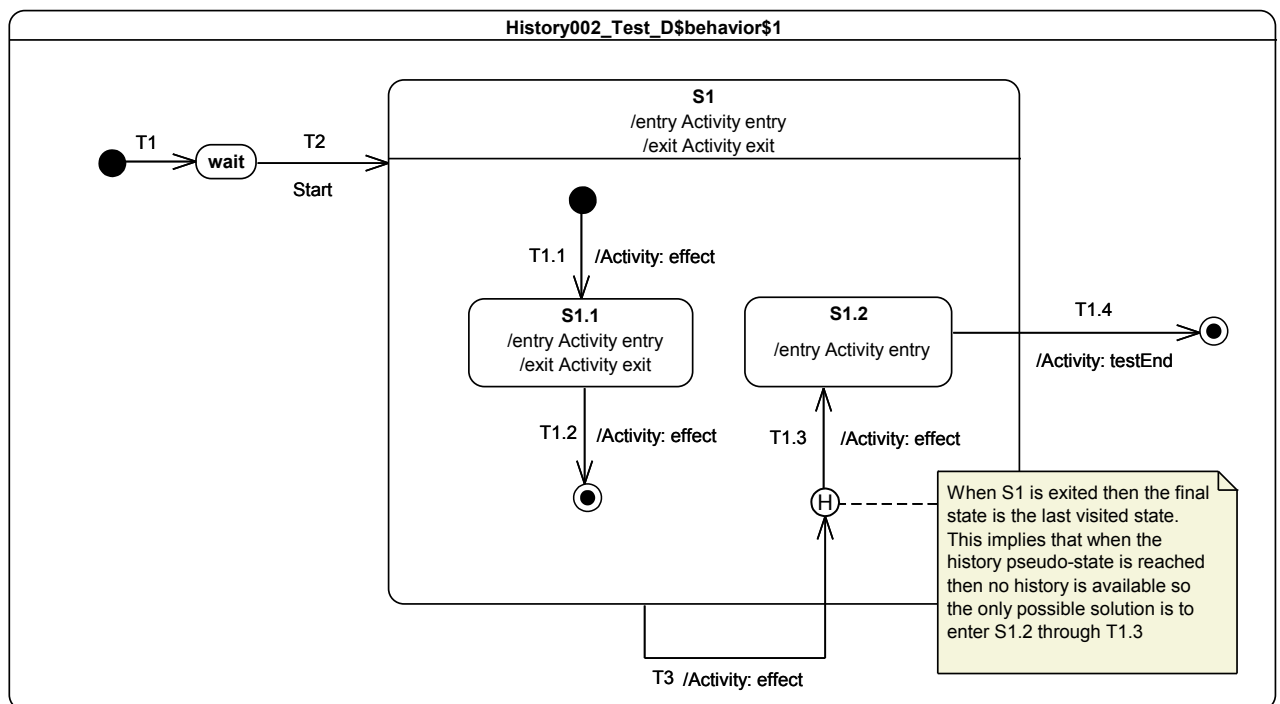 History002_Test_D$behavior$1
S1
/entry Activity entry
/exit Activity exit
T1
wait
T2
Start
T1.1 /Activity: effect
S1.1
/entry Activity entry
/exit Activity exit
S1.2
/entry Activity entry
T1.4
/Activity: testEnd
T1.2 /Activity: effect
T1.3 /Activity: effect
H
When S1 is exited then the final
state is the last visited state.
This implies that when the
history pseudo-state is reached
then no history is available so
the only possible solution is to
enter S1.2 through T1.3
T3 /Activity: effect